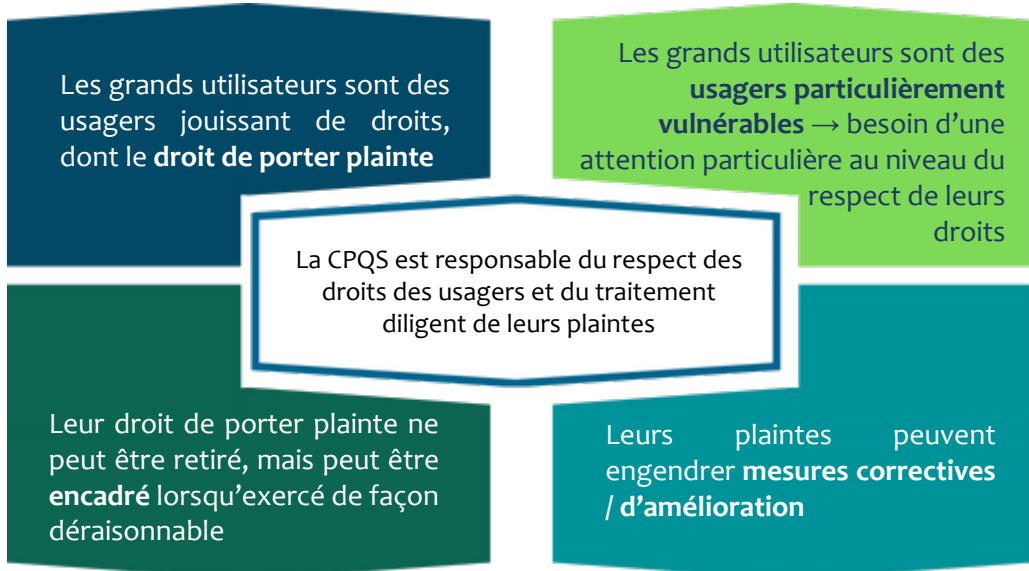 Les grands utilisateurs sont des
usagers jouissant de droits,
dont le droit de porter plainte
Les grands utilisateurs sont des
usagers particulièrement
vulnérables → besoin d'une
attention particulière au niveau du
respect de leurs
droits
La CPQS est responsable du respect des
droits des usagers et du traitement
diligent de leurs plaintes
Leur droit de porter plainte ne
peut être retiré, mais peut être
encadré lorsqu'exercé de façon
déraisonnable
Leurs plaintes peuvent
engendrer mesures correctives
/ d'amélioration